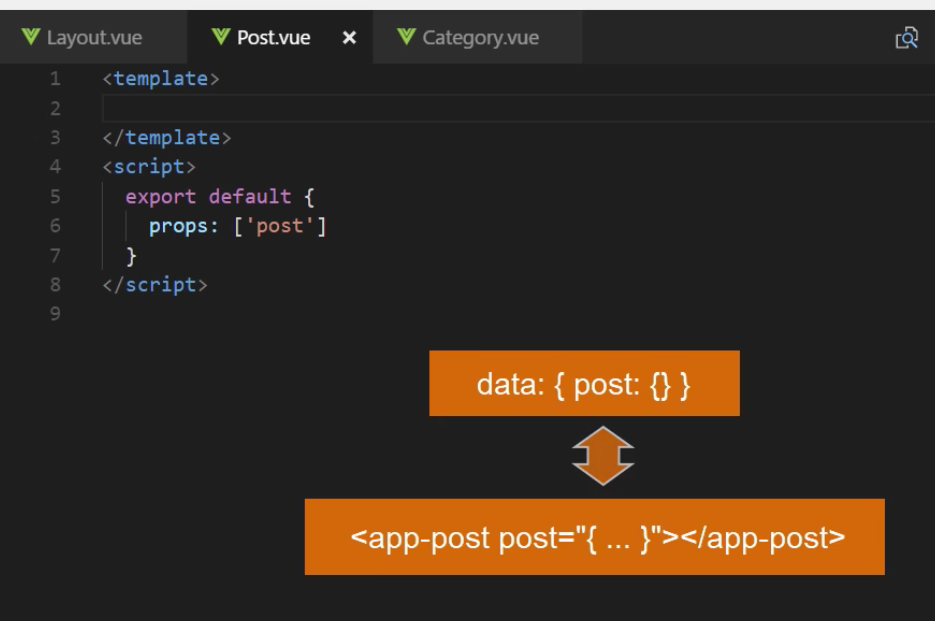 Layout.vue Post.vue × Category.vue
1 <template>
2
3 </template>
4 <script>
5 export default {
6 props: ['post']
7 }
8 </script>
9
data: { post: {} }
<app-post post="{ ... }"></app-post>